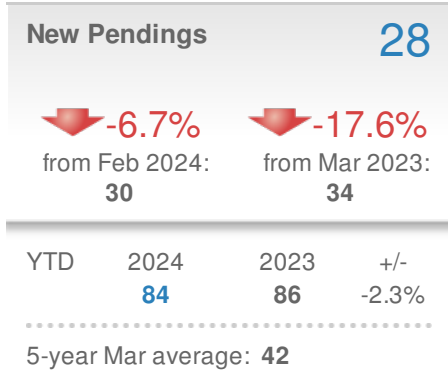 New Pendings 28
-6.7% -17.6%
from Feb 2024: from Mar 2023:
30 34
YTD 2024 2023 +/-
84 86 -2.3%
5-year Mar average: 42